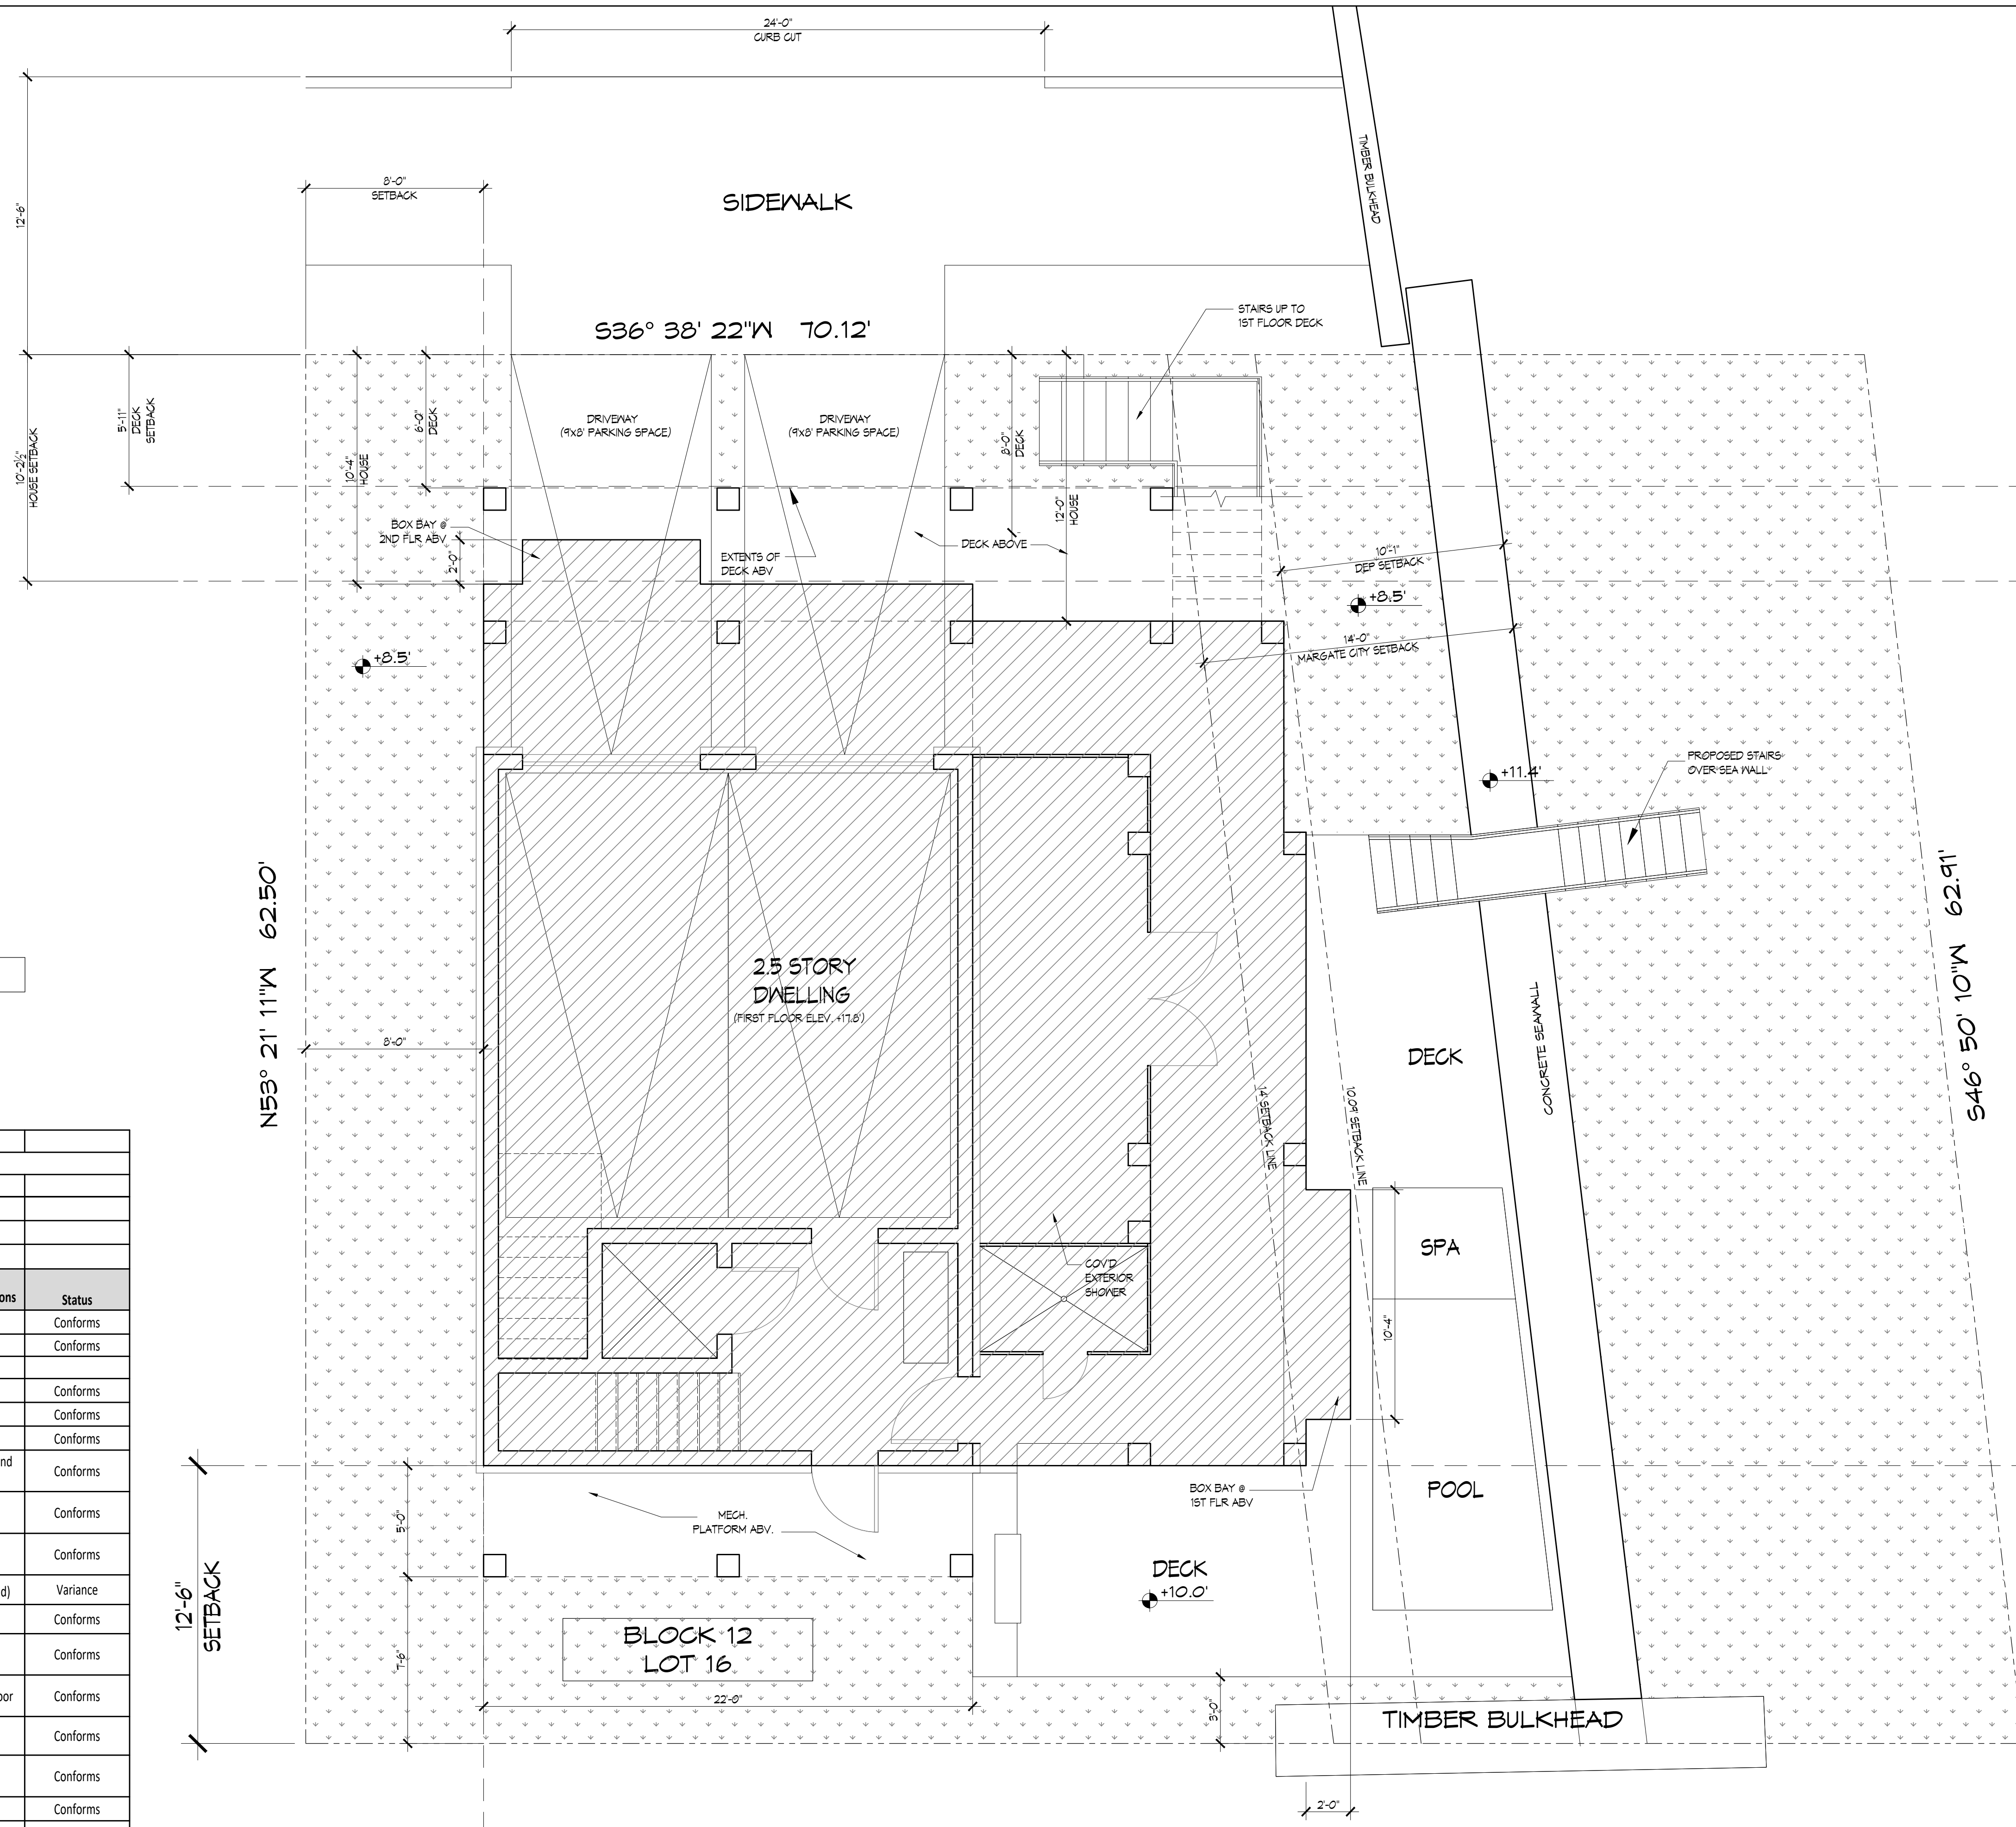 24'-0"
CURB CUT
8'-0"
SETBACK
12'-6"
SIDEWALK
TIMBER BULKHEAD
S36° 38' 22"W 70.12'
STAIRS UP TO
1ST FLOOR DECK
5'-11"
DECK
SETBACK
10'-2½"
HOUSE SETBACK
10'-4"
HOUSE
6'-0"
DECK
DRIVEWAY
(9x8' PARKING SPACE)
DRIVEWAY
(9x8' PARKING SPACE)
8'-0"
DECK
12'-0"
HOUSE
BOX BAY @
2ND FLR ABV
2'-0"
EXTENTS OF
DECK ABV
DECK ABOVE
10'-1"
DEP SETBACK
+8.5'
14'-0"
MARGATE CITY SETBACK
+8.5'
+11.4'
PROPOSED STAIRS
OVER SEA WALL
N53° 21' 11"W 62.50'
S46° 50' 10"W 62.91'
2.5 STORY
DWELLING
(FIRST FLOOR ELEV. +17.8')
8'-0"
DECK
CONCRETE SEAWALL
14' SETBACK LINE
10.09' SETBACK LINE
SPA
COV'D
EXTERIOR
SHOWER
10'-4"
POOL
BOX BAY @
1ST FLR ABV
MECH.
PLATFORM ABV.
5'-0"
DECK
+10.0'
12'-6"
SETBACK
BLOCK 12
LOT 16
7'-6"
22'-0"
3'-0"
TIMBER BULKHEAD
2'-0"
ons Status
Conforms
Conforms
Conforms
Conforms
Conforms
nd Conforms
Conforms
Conforms
d) Variance
Conforms
Conforms
oor Conforms
Conforms
Conforms
Conforms